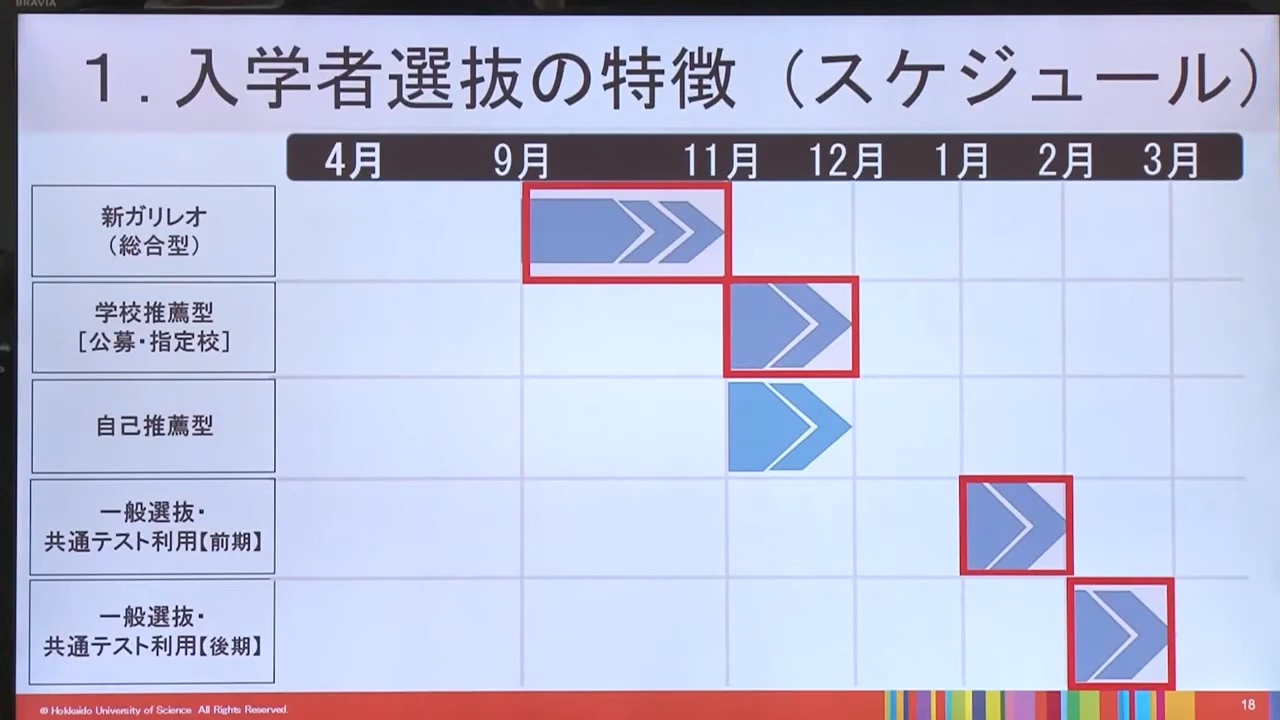 BRAVIA
1．入学者選抜の特徴（スケジュール）
4月 9月 11月 12月 1月 2月 3月
新ガリレオ
（総合型）
学校推薦型
［公募・指定校］
自己推薦型
一般選抜・
共通テスト利用【前期】
一般選抜・
共通テスト利用【後期】
© Hokkaido University of Science All Rights Reserved.
18